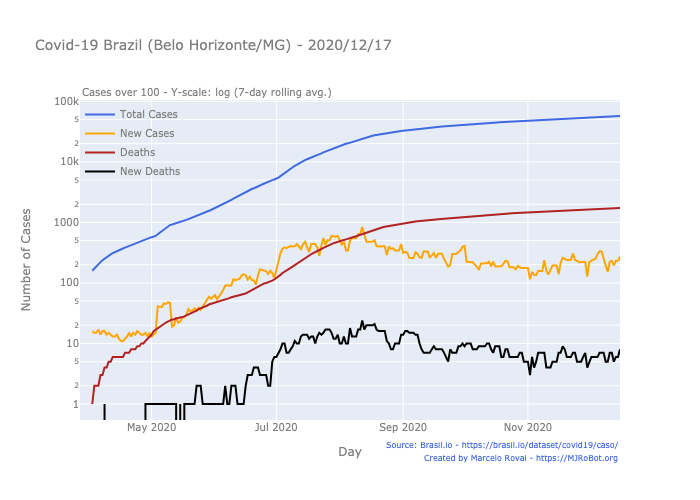 Covid-19 Brazil (Belo Horizonte/MG) - 2020/12/17
Cases over 100 - Y-scale: log (7-day rolling avg.)
100k
5
2
10k
5
2
1000
5
2
100
5
2
10
5
2
1
Total Cases
New Cases
Deaths
New Deaths
Number of Cases
May 2020
Jul 2020
Sep 2020
Nov 2020
Day
Source: Brasil.io - https://brasil.io/dataset/covid19/caso/
Created by Marcelo Rovai - https://MJRoBot.org